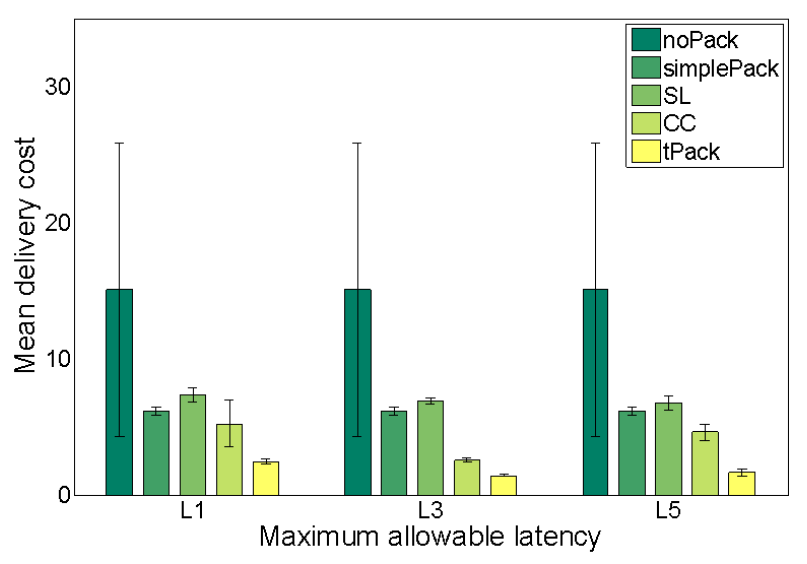 noPack
simplePack
SL
CC
tPack
30
20
10
0
Mean delivery cost
L1 L3 L5
Maximum allowable latency